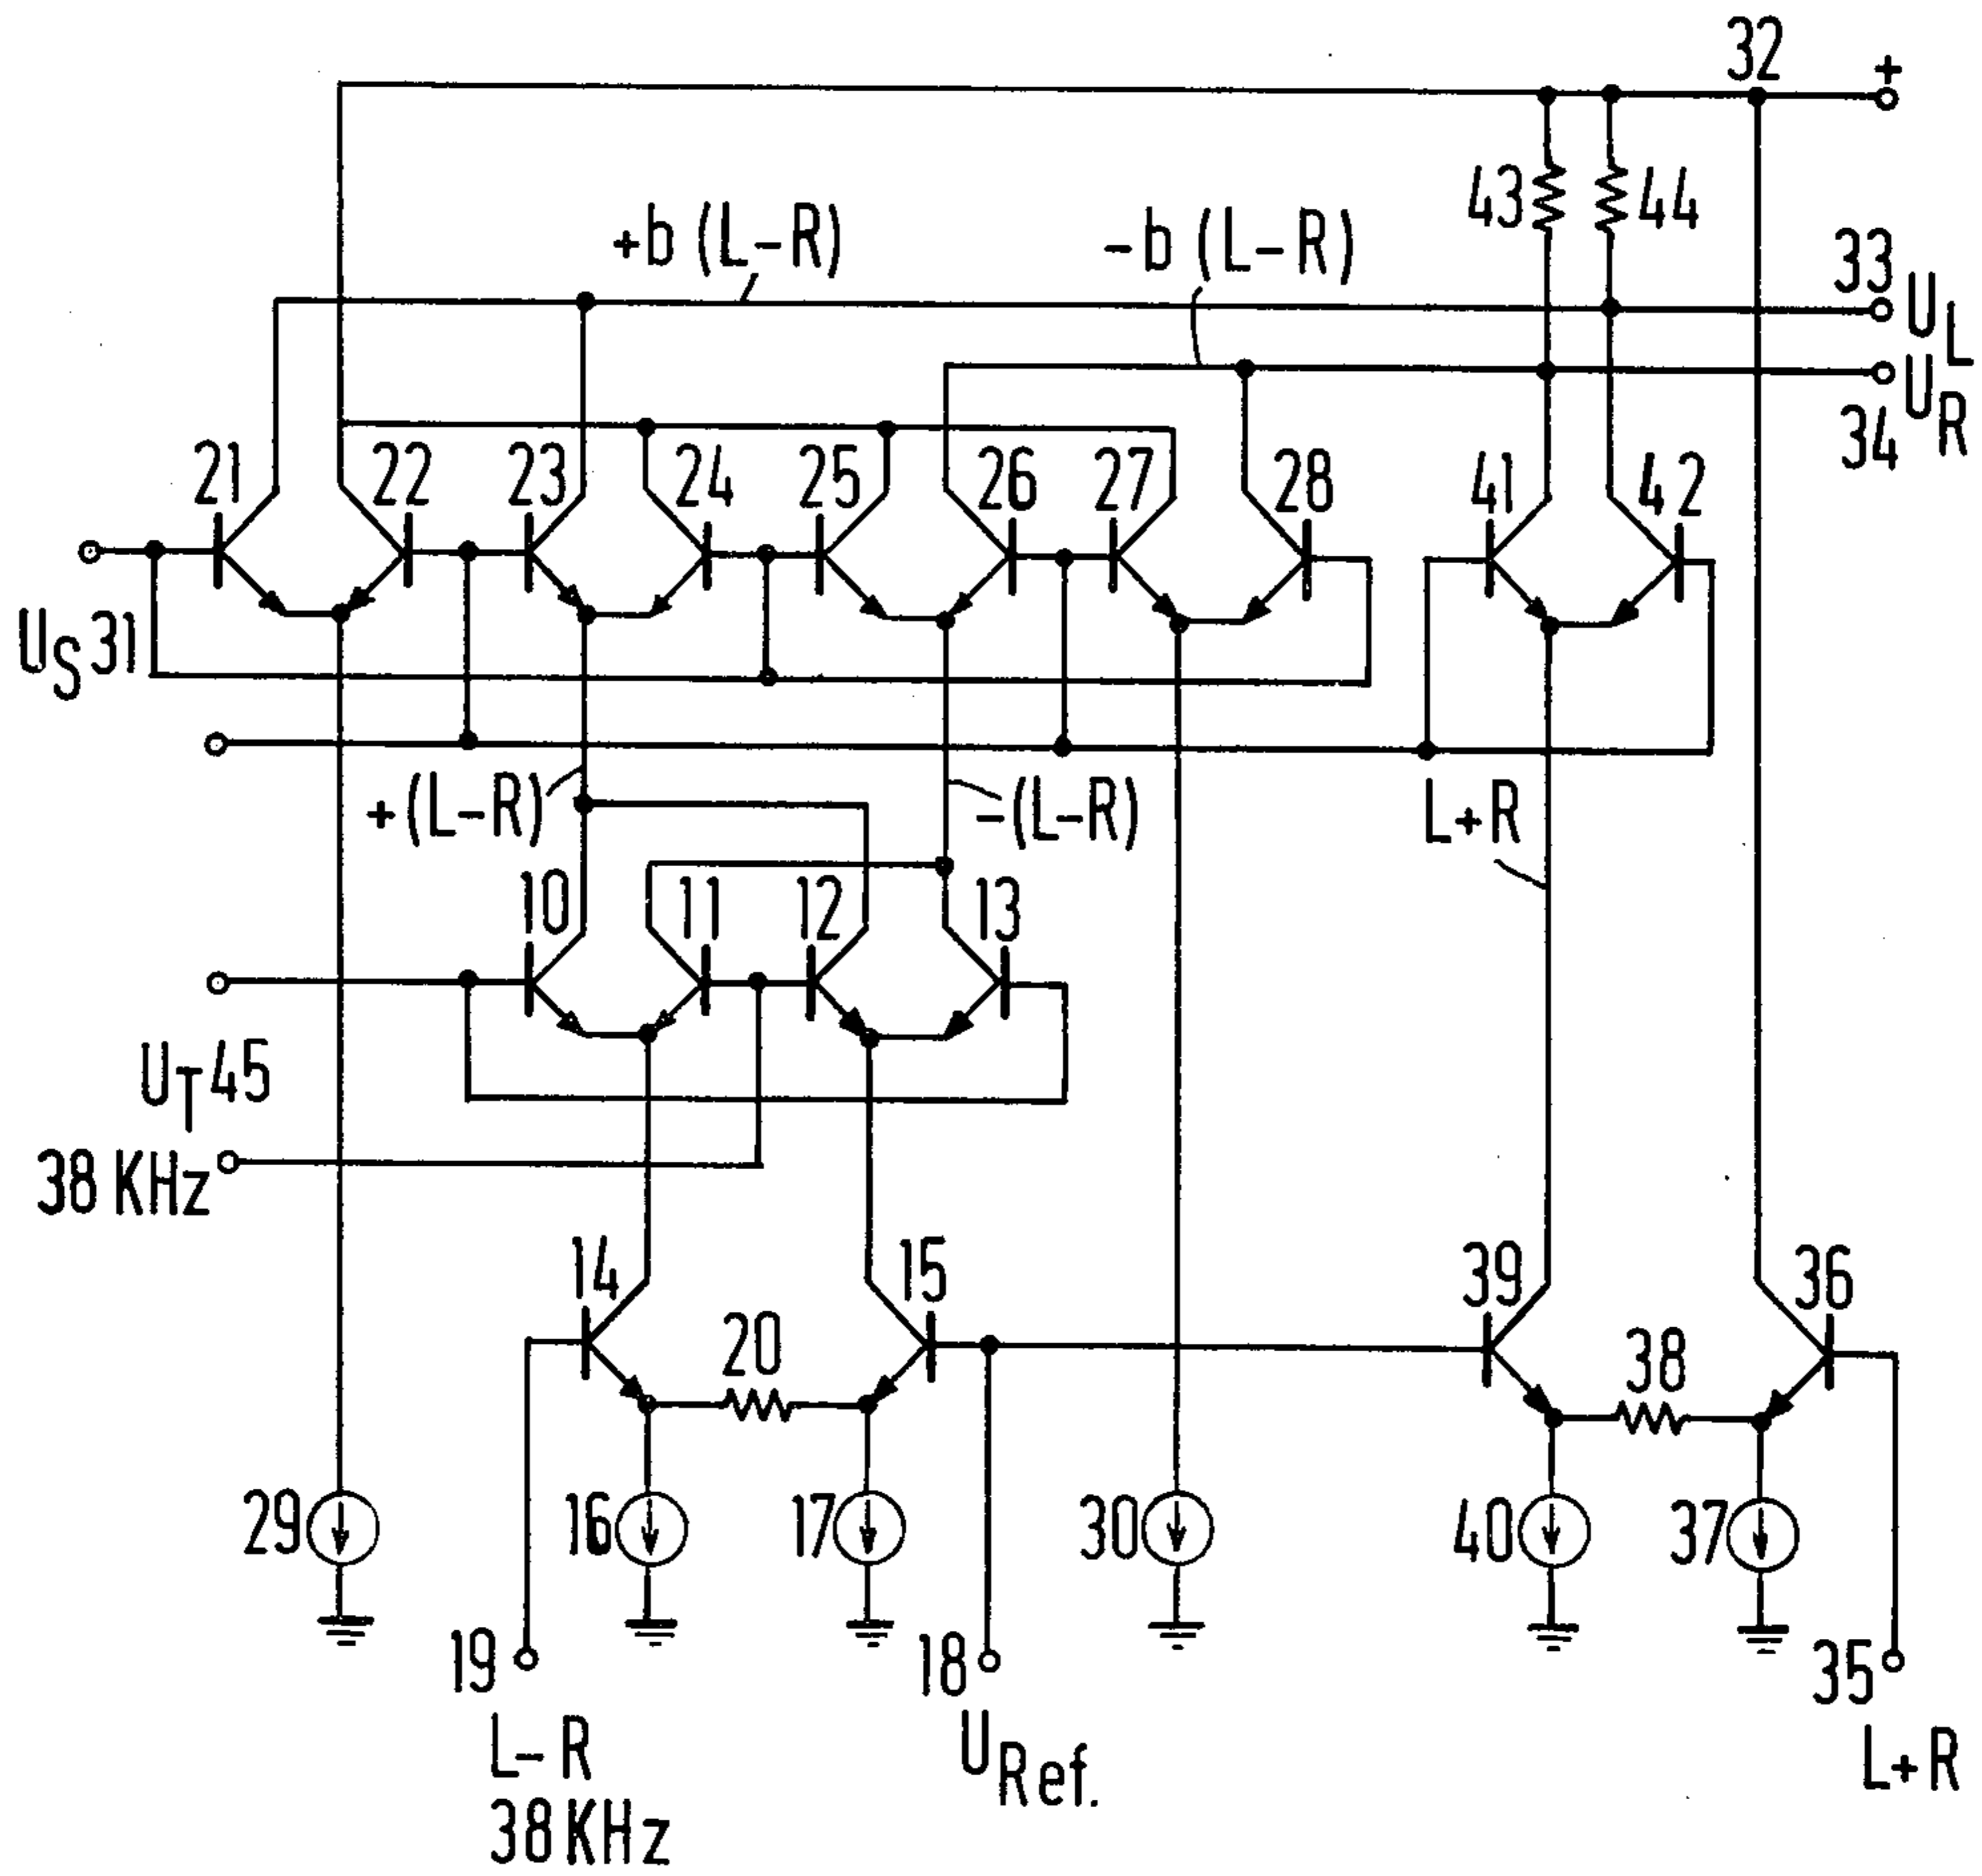 32
+
43
44
+b (L-R)
-b (L-R)
33
U_L
U_R
34
21
22
23
24
25
26
27
28
41
42
U_S 31
+(L-R)
-(L-R)
L+R
10
11
12
13
U_T 45
38 KHz
14
15
39
36
20
38
29
16
17
30
40
37
19
18
35
L-R
U_Ref.
L+R
38 KHz